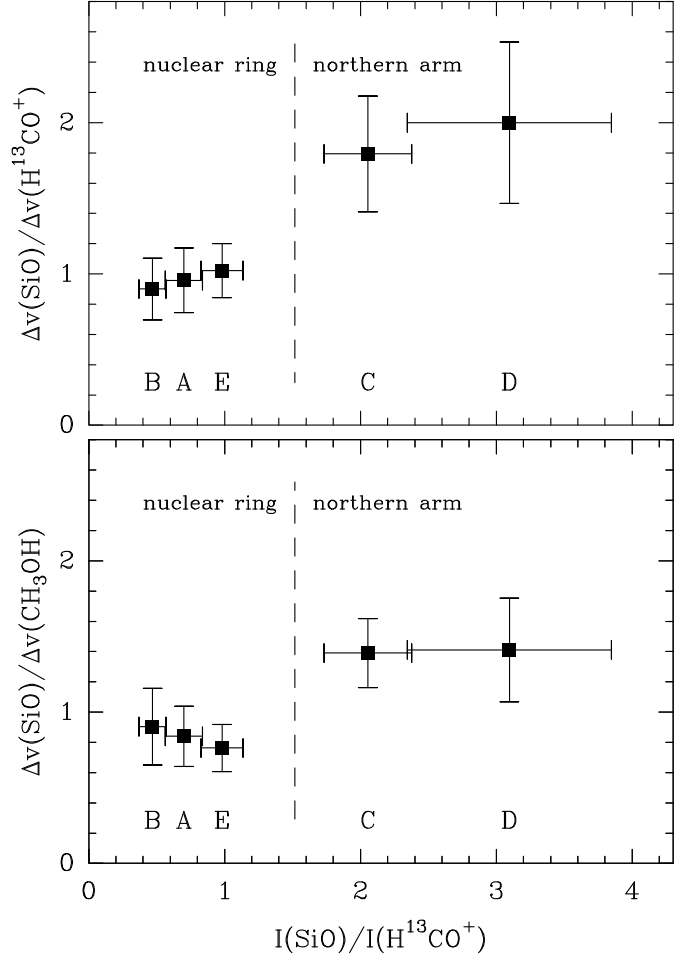 nuclear ring northern arm
2
1
0
Δv(SiO)/Δv(H¹³CO⁺)
B A E C D
nuclear ring northern arm
2
1
0
Δv(SiO)/Δv(CH₃OH)
B A E C D
0 1 2 3 4
I(SiO)/I(H¹³CO⁺)